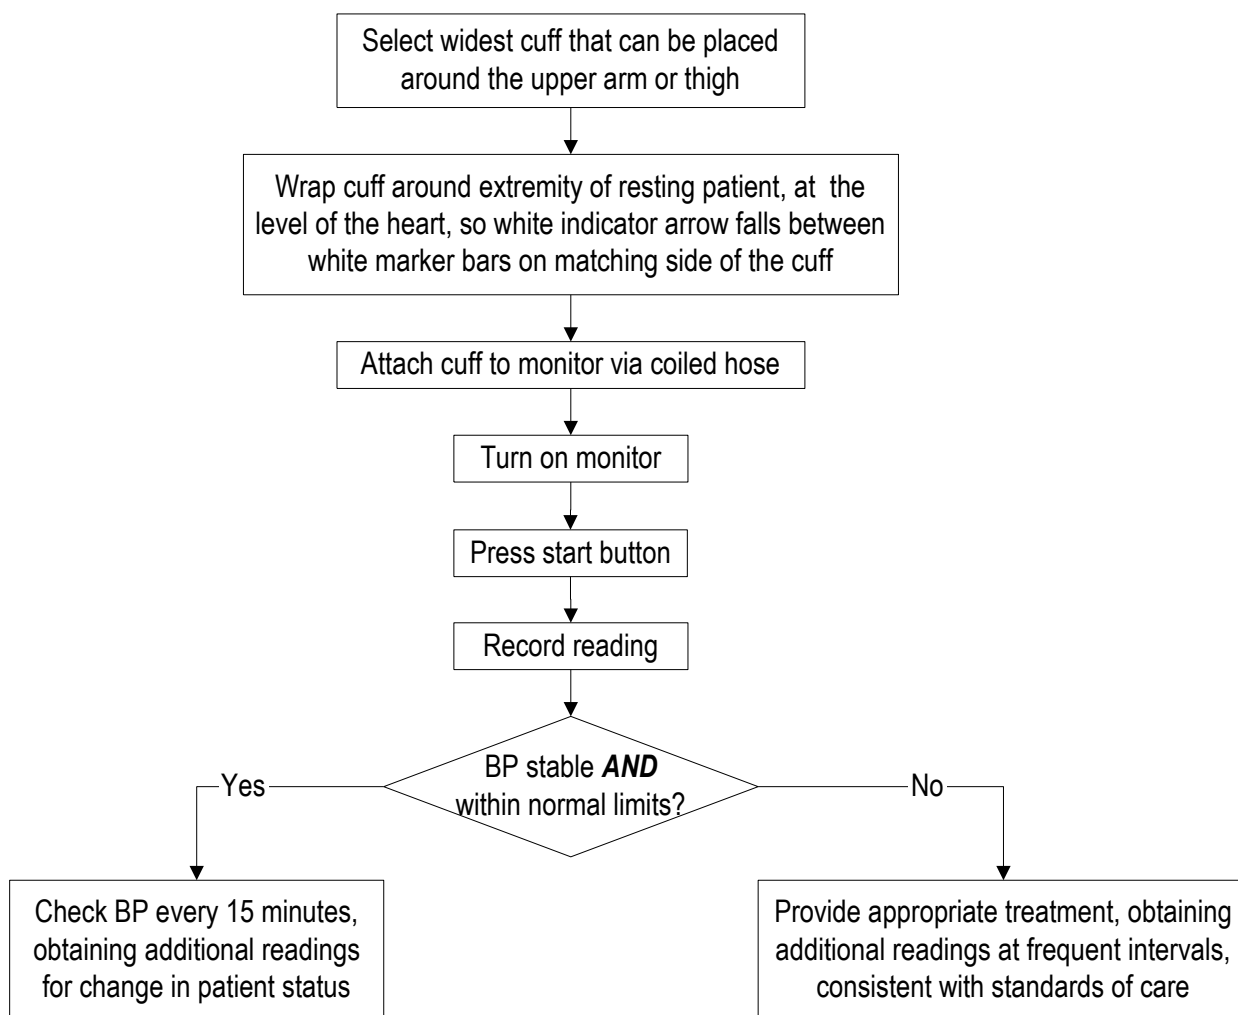 Select widest cuff that can be placed
around the upper arm or thigh
Wrap cuff around extremity of resting patient, at the
level of the heart, so white indicator arrow falls between
white marker bars on matching side of the cuff
Attach cuff to monitor via coiled hose
Turn on monitor
Press start button
Record reading
BP stable AND
within normal limits?
Yes
No
Check BP every 15 minutes,
obtaining additional readings
for change in patient status
Provide appropriate treatment, obtaining
additional readings at frequent intervals,
consistent with standards of care